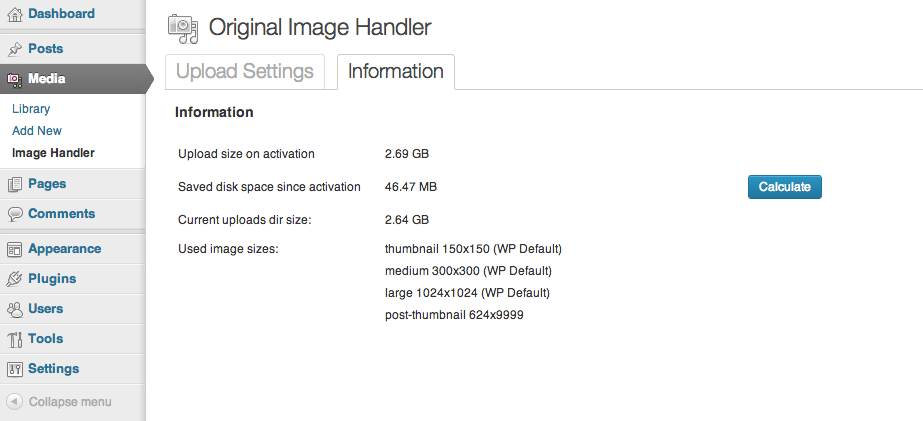 Dashboard
Posts
Media
Library
Add New
Image Handler
Pages
Comments
Appearance
Plugins
Users
Tools
Settings
Collapse menu
Original Image Handler
Upload Settings Information
Information
Upload size on activation 2.69 GB
Saved disk space since activation 46.47 MB Calculate
Current uploads dir size: 2.64 GB
Used image sizes: thumbnail 150x150 (WP Default)
medium 300x300 (WP Default)
large 1024x1024 (WP Default)
post-thumbnail 624x9999